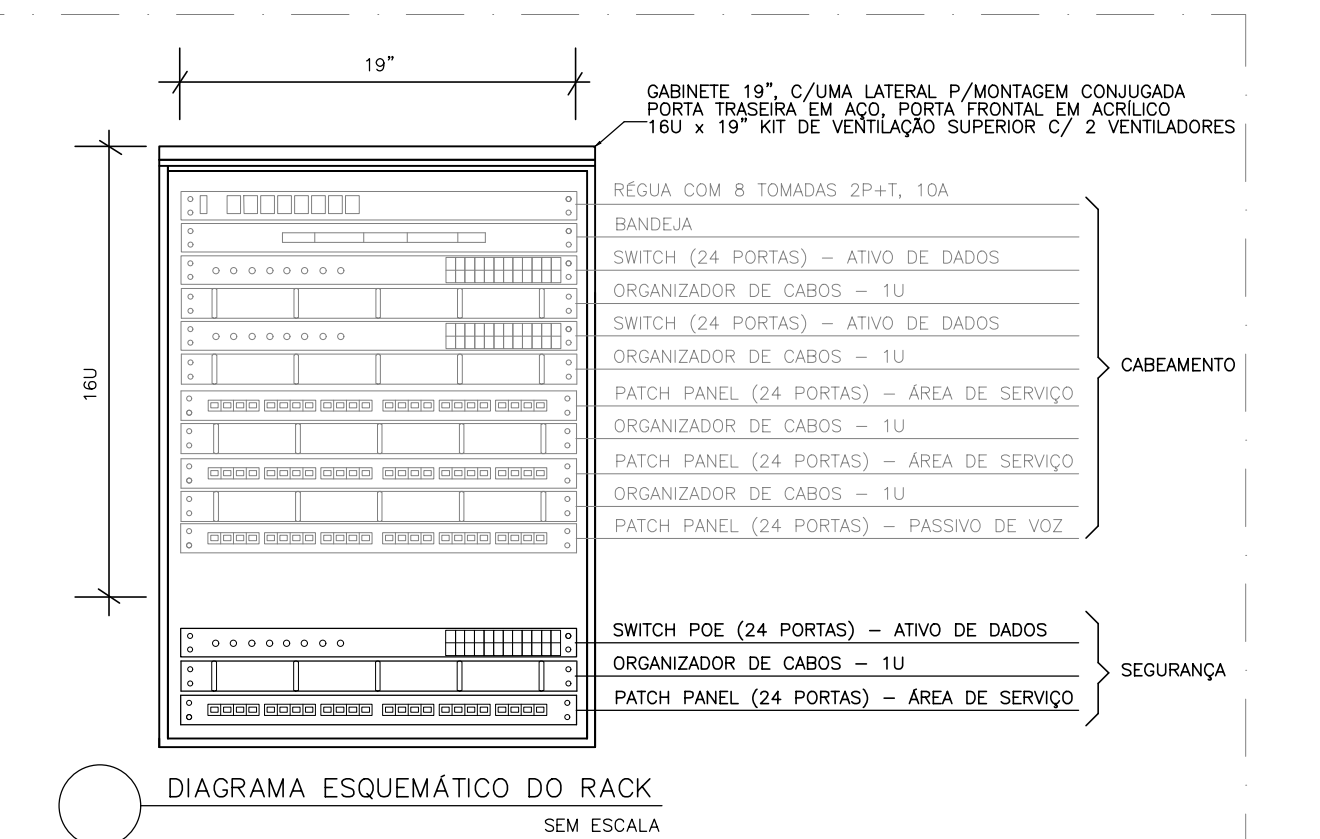 19”
GABINETE 19”, C/UMA LATERAL P/MONTAGEM CONJUGADA
PORTA TRASEIRA EM AÇO, PORTA FRONTAL EM ACRÍLICO
16U x 19” KIT DE VENTILAÇÃO SUPERIOR C/ 2 VENTILADORES
RÉGUA COM 8 TOMADAS 2P+T, 10A
BANDEJA
SWITCH (24 PORTAS) – ATIVO DE DADOS
ORGANIZADOR DE CABOS – 1U
SWITCH (24 PORTAS) – ATIVO DE DADOS
ORGANIZADOR DE CABOS – 1U
PATCH PANEL (24 PORTAS) – ÁREA DE SERVIÇO
ORGANIZADOR DE CABOS – 1U
PATCH PANEL (24 PORTAS) – ÁREA DE SERVIÇO
ORGANIZADOR DE CABOS – 1U
PATCH PANEL (24 PORTAS) – PASSIVO DE VOZ
CABEAMENTO
16U
SWITCH POE (24 PORTAS) – ATIVO DE DADOS
ORGANIZADOR DE CABOS – 1U
PATCH PANEL (24 PORTAS) – ÁREA DE SERVIÇO
SEGURANÇA
DIAGRAMA ESQUEMÁTICO DO RACK
SEM ESCALA